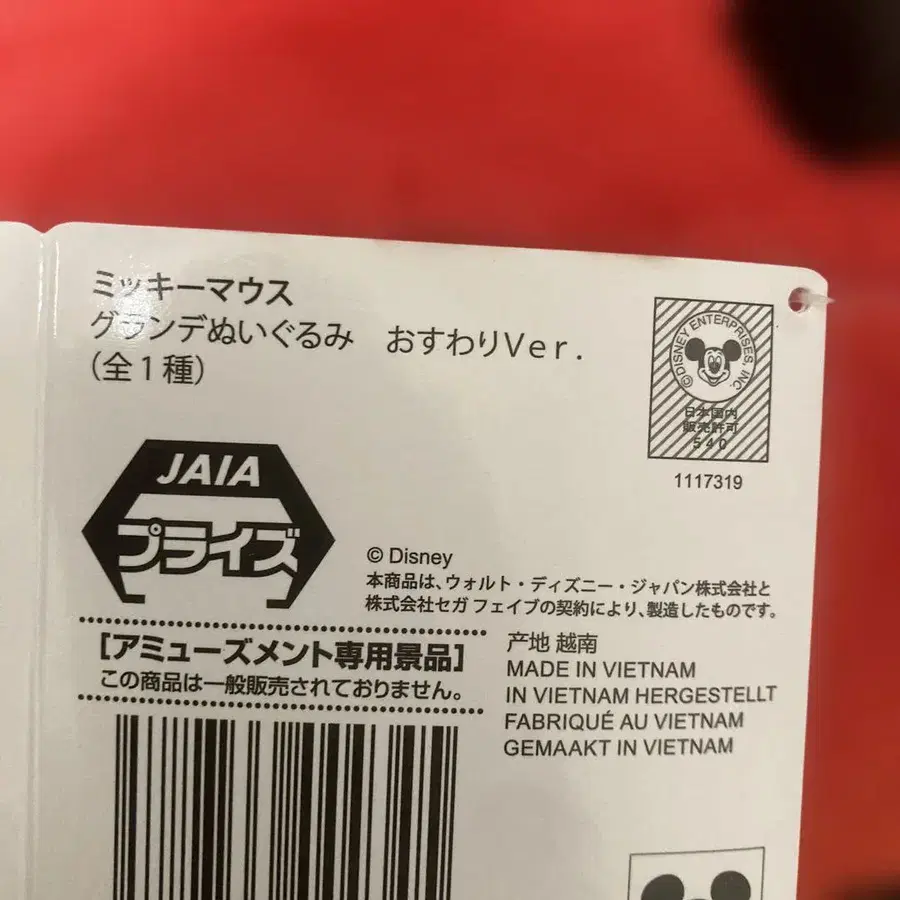 ミッキーマウス
グランデぬいぐるみ　おすわりVer.
(全1種)
©DISNEY ENTERPRISES, INC.
日本国内
販売許可
540
1117319
JAIA
プライズ
© Disney
本商品は、ウォルト・ディズニー・ジャパン株式会社と
株式会社セガ フェイブの契約により、製造したものです。
[アミューズメント専用景品]
この商品は一般販売されておりません。
产地 越南
MADE IN VIETNAM
IN VIETNAM HERGESTELLT
FABRIQUÉ AU VIETNAM
GEMAAKT IN VIETNAM